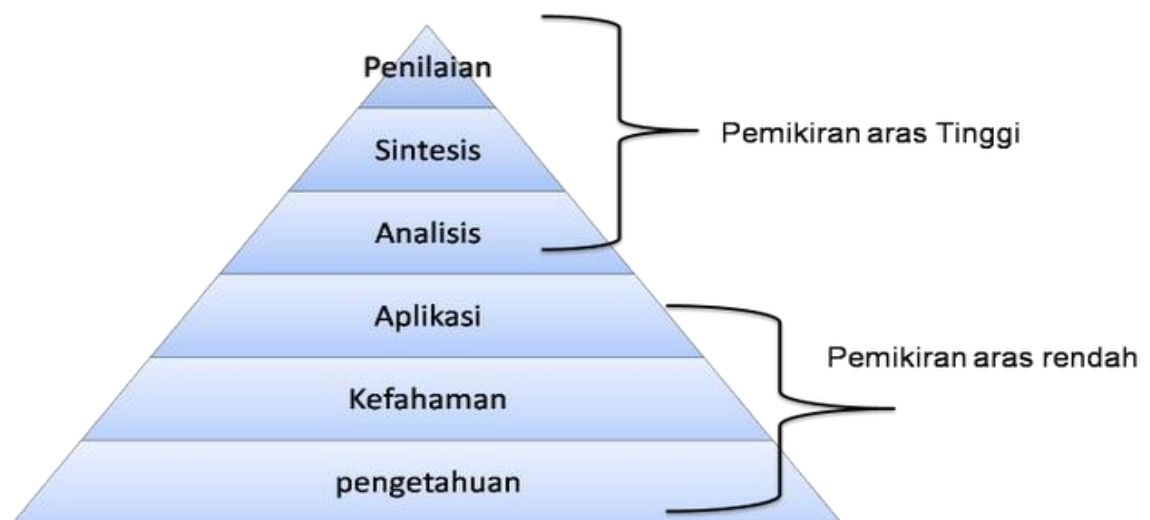 Penilaian
Sintesis
Pemikiran aras Tinggi
Analisis
Aplikasi
Pemikiran aras rendah
Kefahaman
pengetahuan